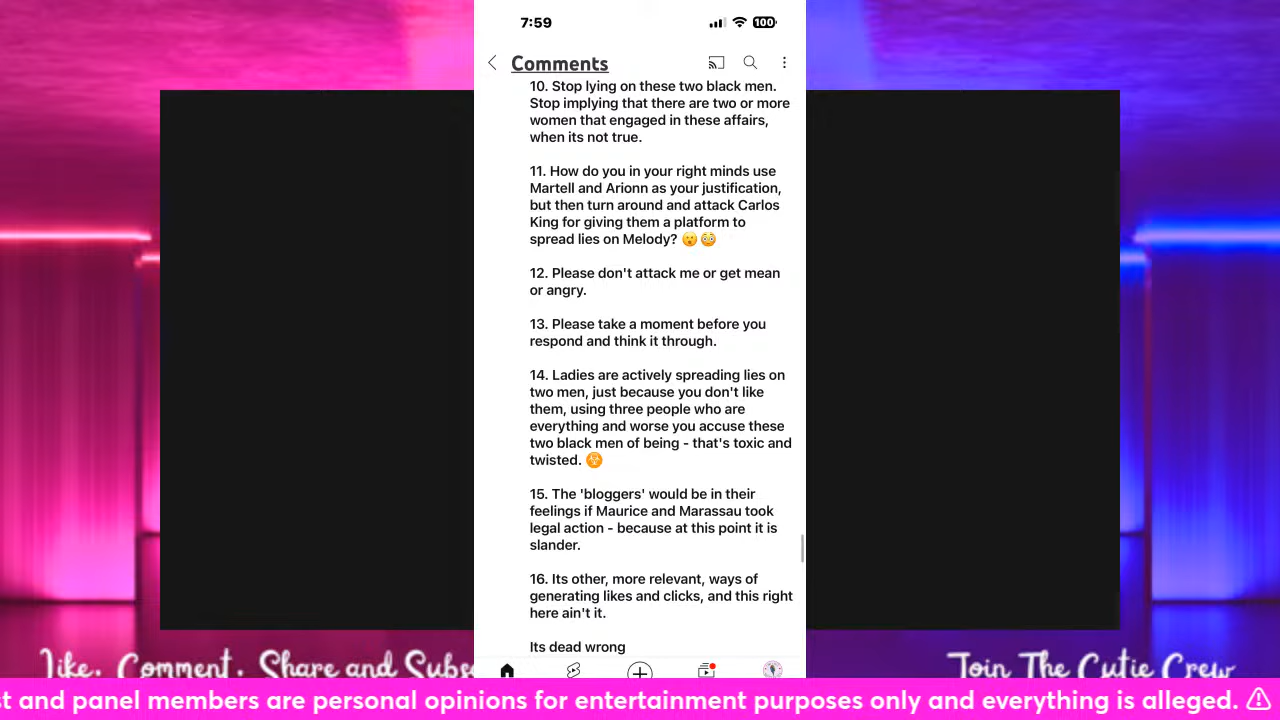 7:59
100
Comments
10. Stop lying on these two black men.
Stop implying that there are two or more
women that engaged in these affairs,
when its not true.
11. How do you in your right minds use
Martell and Arionn as your justification,
but then turn around and attack Carlos
King for giving them a platform to
spread lies on Melody? 😮 😳
12. Please don't attack me or get mean
or angry.
13. Please take a moment before you
respond and think it through.
14. Ladies are actively spreading lies on
two men, just because you don't like
them, using three people who are
everything and worse you accuse these
two black men of being - that's toxic and
twisted.
15. The 'bloggers' would be in their
feelings if Maurice and Marassau took
legal action - because at this point it is
slander.
16. Its other, more relevant, ways of
generating likes and clicks, and this right
here ain't it.
Its dead wrong
Like. Comment. Share and Subsc
Join The Cutie Crew
st and panel members are personal opinions for entertainment purposes only and everything is alleged. ⚠